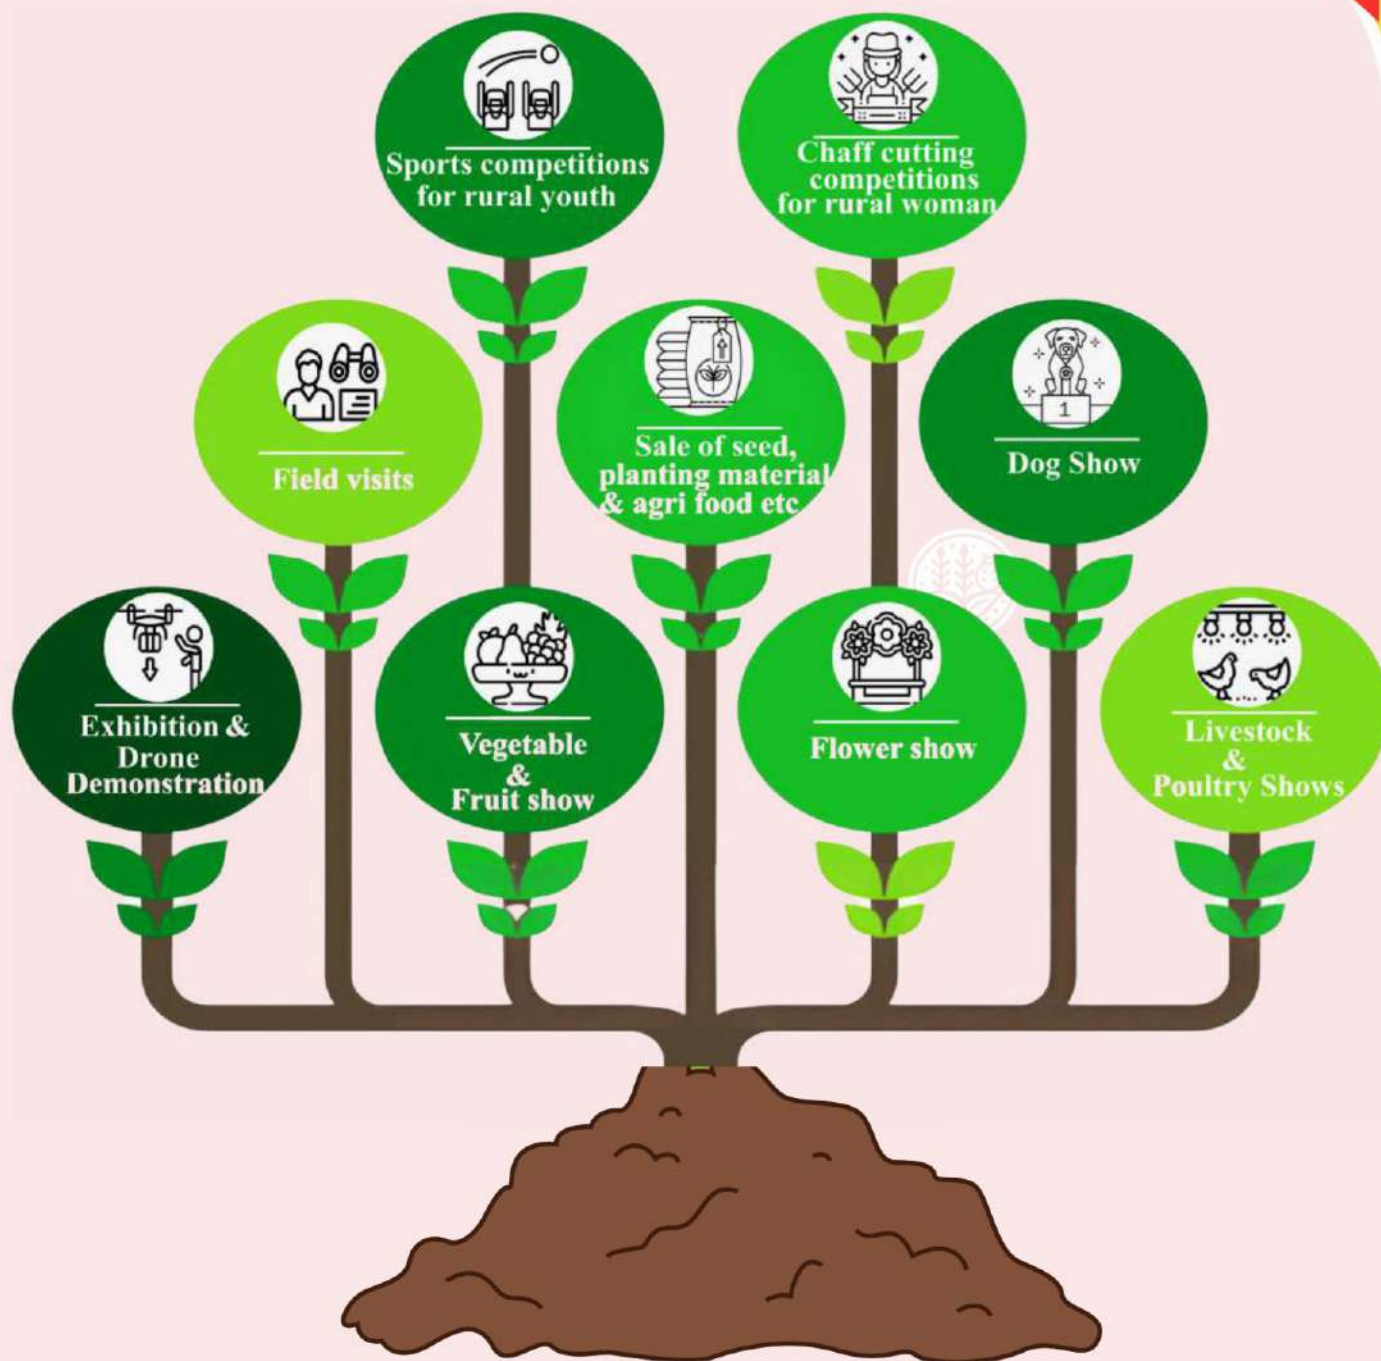 Sports competitions
for rural youth
Chaff cutting
competitions
for rural woman
Field visits
Sale of seed,
planting material
& agri food etc
1
Dog Show
Exhibition &
Drone
Demonstration
Vegetable
&
Fruit show
Flower show
Livestock
&
Poultry Shows